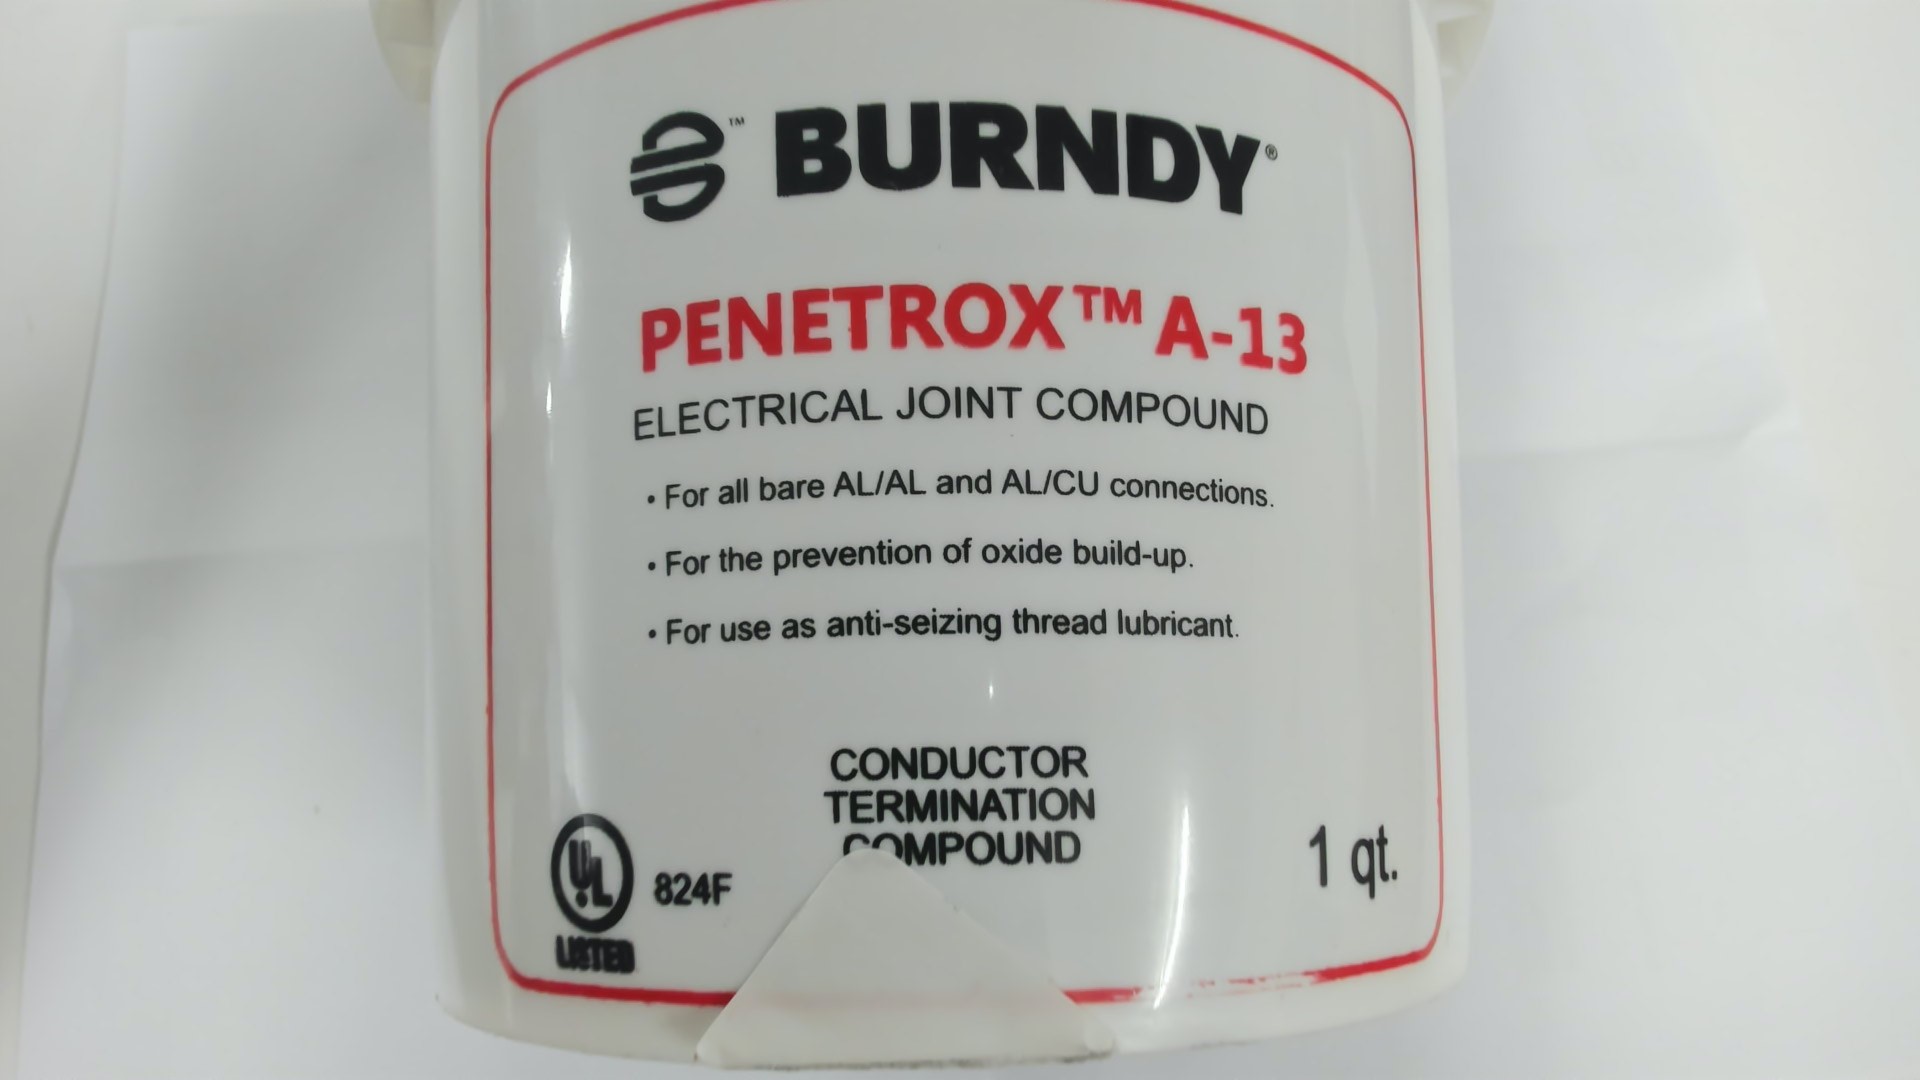 ™ BURNDY®
PENETROX™ A-13
ELECTRICAL JOINT COMPOUND
• For all bare AL/AL and AL/CU connections.
• For the prevention of oxide build-up.
• For use as anti-seizing thread lubricant.
CONDUCTOR
TERMINATION
COMPOUND
UL
LISTED
824F
1 qt.